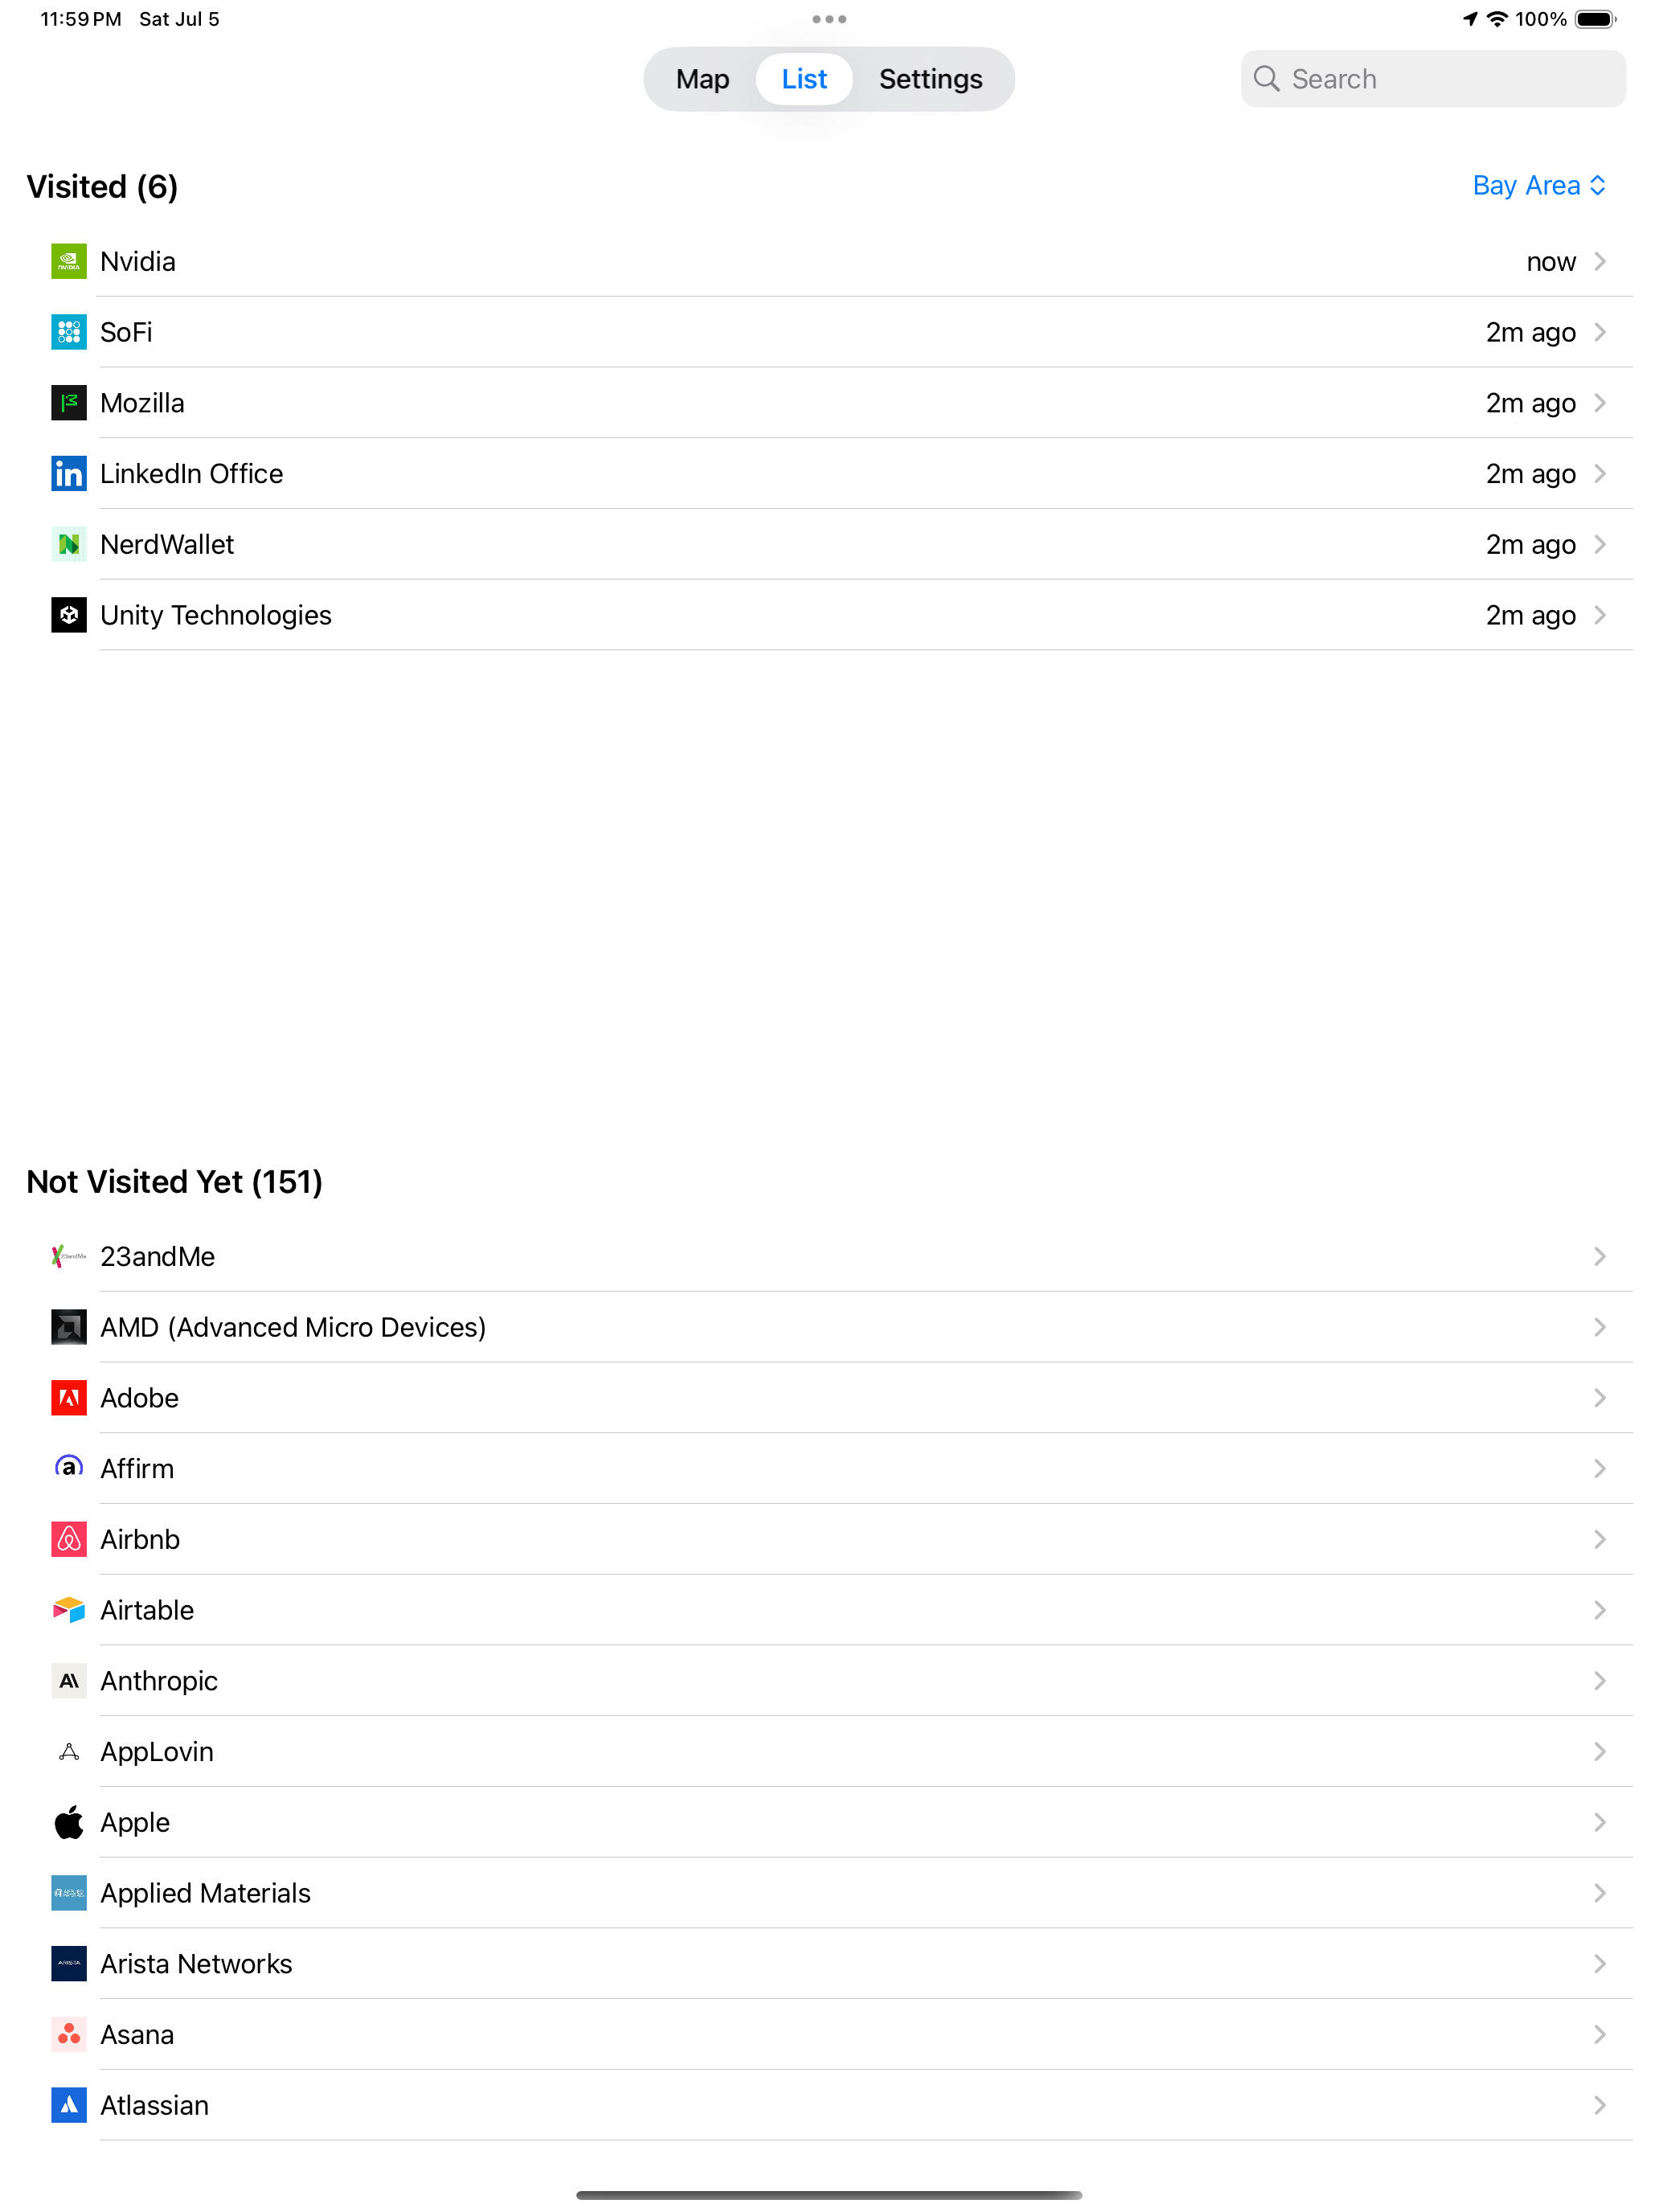 11:59 PM Sat Jul 5
100%
Map List Settings
Search
Visited (6)
Bay Area
Nvidia now
SoFi 2m ago
Mozilla 2m ago
LinkedIn Office 2m ago
NerdWallet 2m ago
Unity Technologies 2m ago
Not Visited Yet (151)
23andMe
AMD (Advanced Micro Devices)
Adobe
Affirm
Airbnb
Airtable
Anthropic
AppLovin
Apple
Applied Materials
Arista Networks
Asana
Atlassian